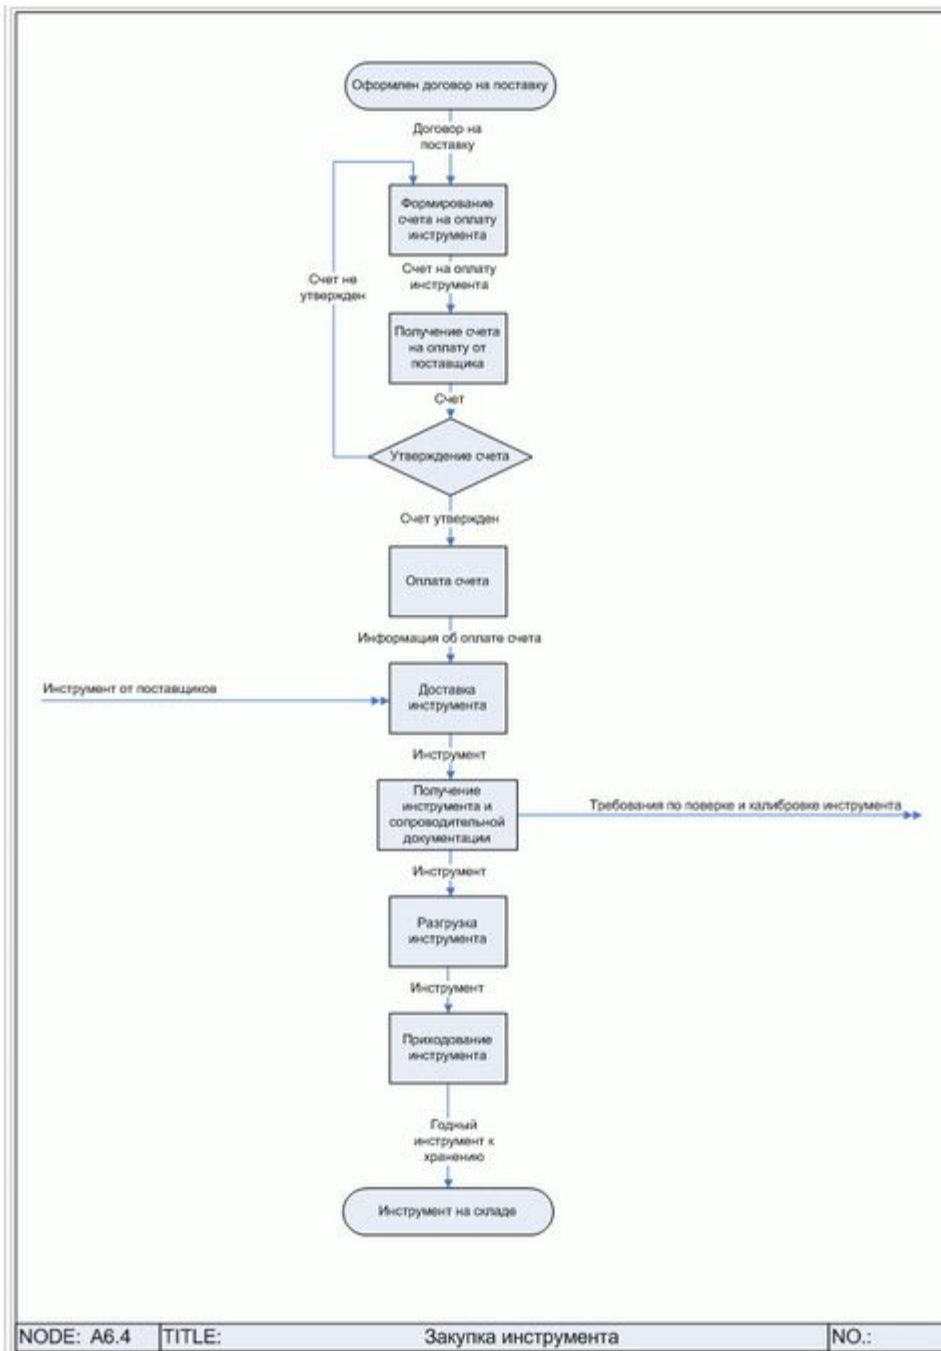 Оформлен договор на поставку
Договор на
поставку
Формирование
счета на оплату
инструмента
Счет не
утвержден
Счет на оплату
инструмента
Получение счета
на оплату от
поставщика
Счет
Утверждение счета
Счет утвержден
Оплата счета
Информация об оплате счета
Инструмент от поставщиков
Доставка
инструмента
Инструмент
Получение
инструмента и
сопроводительной
документации
Требования по поверке и калибровке инструмента
Инструмент
Разгрузка
инструмента
Инструмент
Приходование
инструмента
Годный
инструмент к
хранению
Инструмент на складе
NODE: A6.4 TITLE: Закупка инструмента NO.: